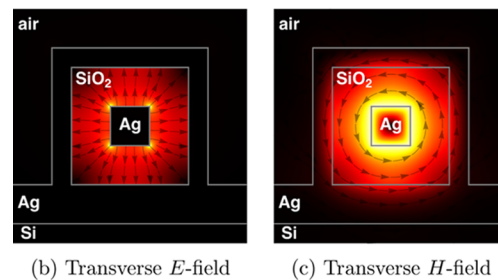 air
SiO₂
Ag
Ag
Si
(b) Transverse E-field
air
SiO₂
Ag
Ag
Si
(c) Transverse H-field